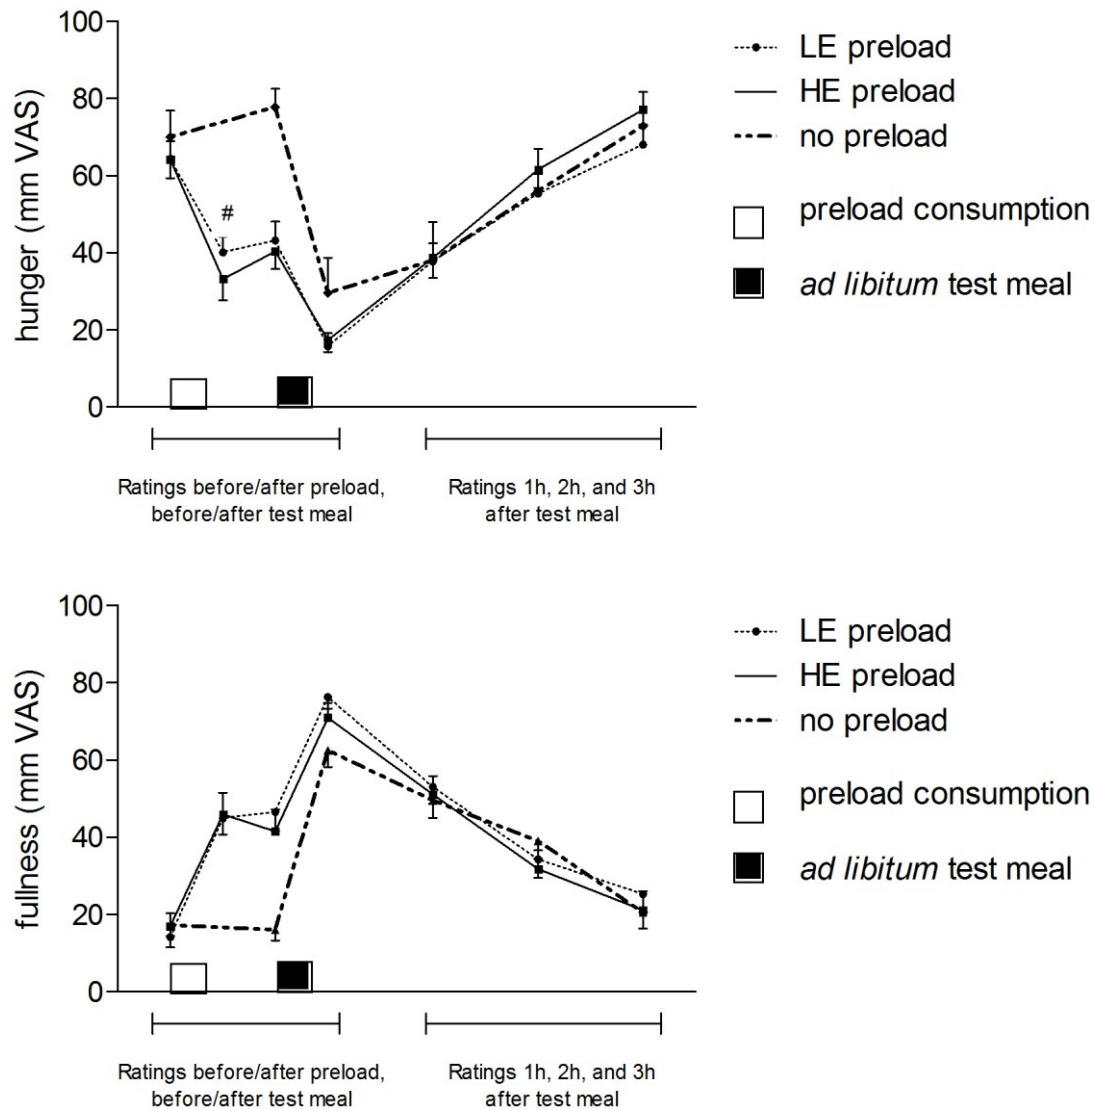 100
80
60
40
20
0
hunger (mm VAS)
#
LE preload
HE preload
no preload
preload consumption
ad libitum test meal
Ratings before/after preload,
before/after test meal
Ratings 1h, 2h, and 3h
after test meal
100
80
60
40
20
0
fullness (mm VAS)
LE preload
HE preload
no preload
preload consumption
ad libitum test meal
Ratings before/after preload,
before/after test meal
Ratings 1h, 2h, and 3h
after test meal